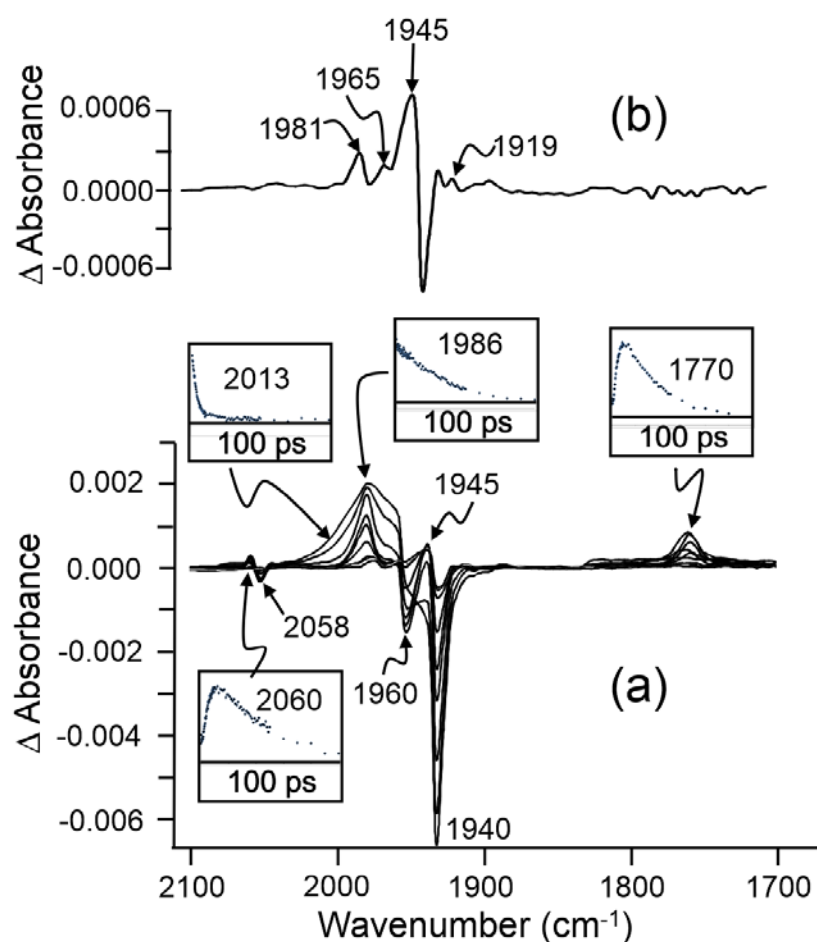 1945
1965
0.0006
1981
(b)
1919
0.0000
-0.0006
Δ Absorbance
2013
100 ps
1986
100 ps
1770
100 ps
0.002
1945
0.000
2058
-0.002
1960
(a)
2060
100 ps
-0.004
-0.006
1940
Δ Absorbance
2100 2000 1900 1800 1700
Wavenumber (cm⁻¹)